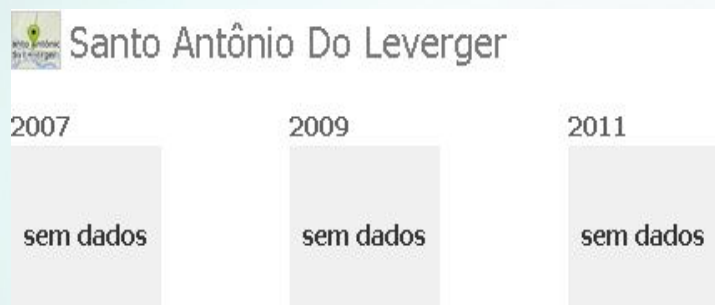 Santo Antônio Do Leverger
2007 2009 2011
sem dados sem dados sem dados